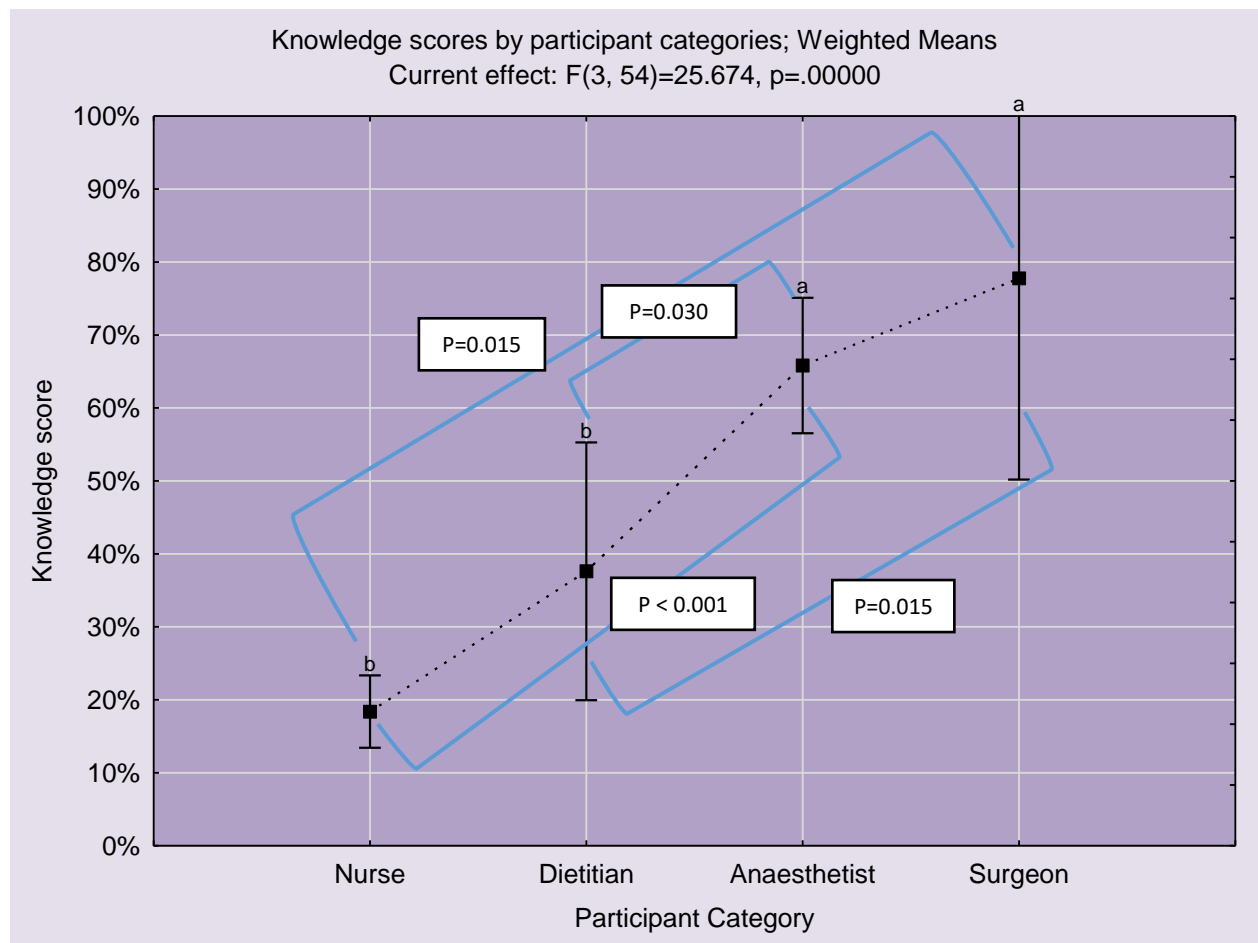 Knowledge scores by participant categories; Weighted Means
Current effect: F(3, 54)=25.674, p=.00000
a
100%
90%
80%
a
P=0.030
70%
P=0.015
60%
b
50%
40%
P < 0.001
P=0.015
30%
b
20%
10%
0%
Knowledge score
Nurse
Dietitian
Anaesthetist
Surgeon
Participant Category